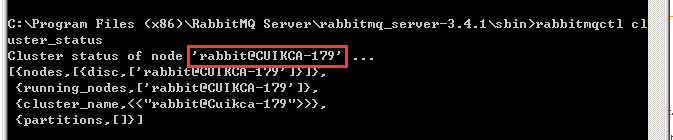 C:\Program Files (x86)\RabbitMQ Server\rabbitmq_server-3.4.1\sbin>rabbitmqctl cl
uster_status
Cluster status of node 'rabbit@CUIKCA-179' ...
[{nodes,[{disc,['rabbit@CUIKCA-179']}]},
 {running_nodes,['rabbit@CUIKCA-179']},
 {cluster_name,<<"rabbit@Cuikca-179">>},
 {partitions,[]}]